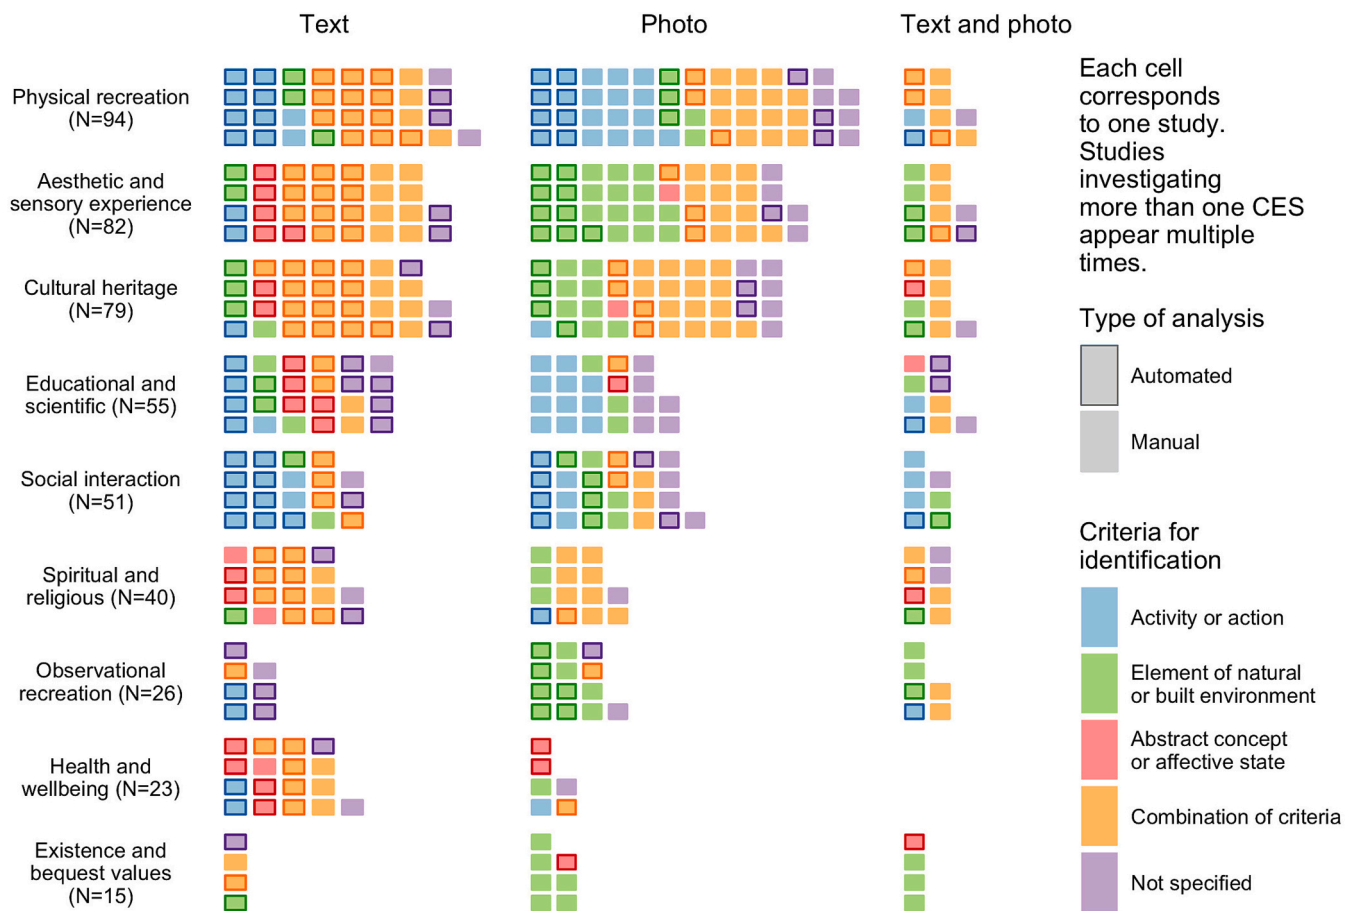 Text
Photo
Text and photo
Physical recreation
(N=94)
Aesthetic and
sensory experience
(N=82)
Cultural heritage
(N=79)
Educational and
scientific (N=55)
Social interaction
(N=51)
Spiritual and
religious (N=40)
Observational
recreation (N=26)
Health and
wellbeing (N=23)
Existence and
bequest values
(N=15)
Each cell
corresponds
to one study.
Studies
investigating
more than one CES
appear multiple
times.
Type of analysis
Automated
Manual
Criteria for
identification
Activity or action
Element of natural
or built environment
Abstract concept
or affective state
Combination of criteria
Not specified